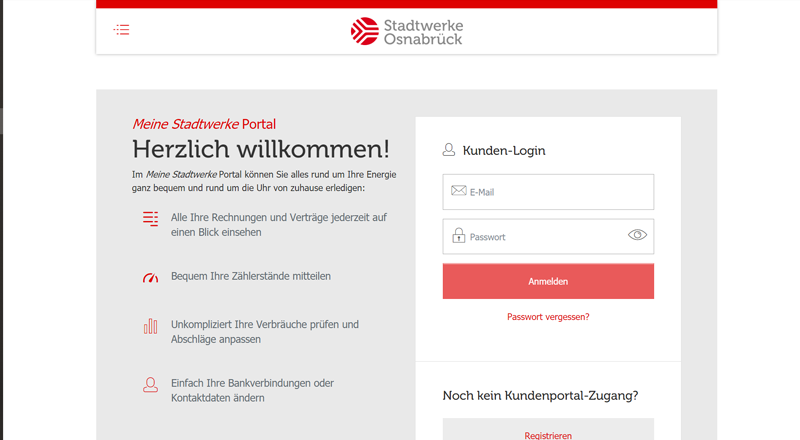 Stadtwerke
Osnabrück
Meine Stadtwerke Portal
Herzlich willkommen!
Im Meine Stadtwerke Portal können Sie alles rund um Ihre Energie
ganz bequem und rund um die Uhr von zuhause erledigen:
Alle Ihre Rechnungen und Verträge jederzeit auf
einen Blick einsehen
Bequem Ihre Zählerstände mitteilen
Unkompliziert Ihre Verbräuche prüfen und
Abschläge anpassen
Einfach Ihre Bankverbindungen oder
Kontaktdaten ändern
Kunden-Login
E-Mail
Passwort
Anmelden
Passwort vergessen?
Noch kein Kundenportal-Zugang?
Registrieren